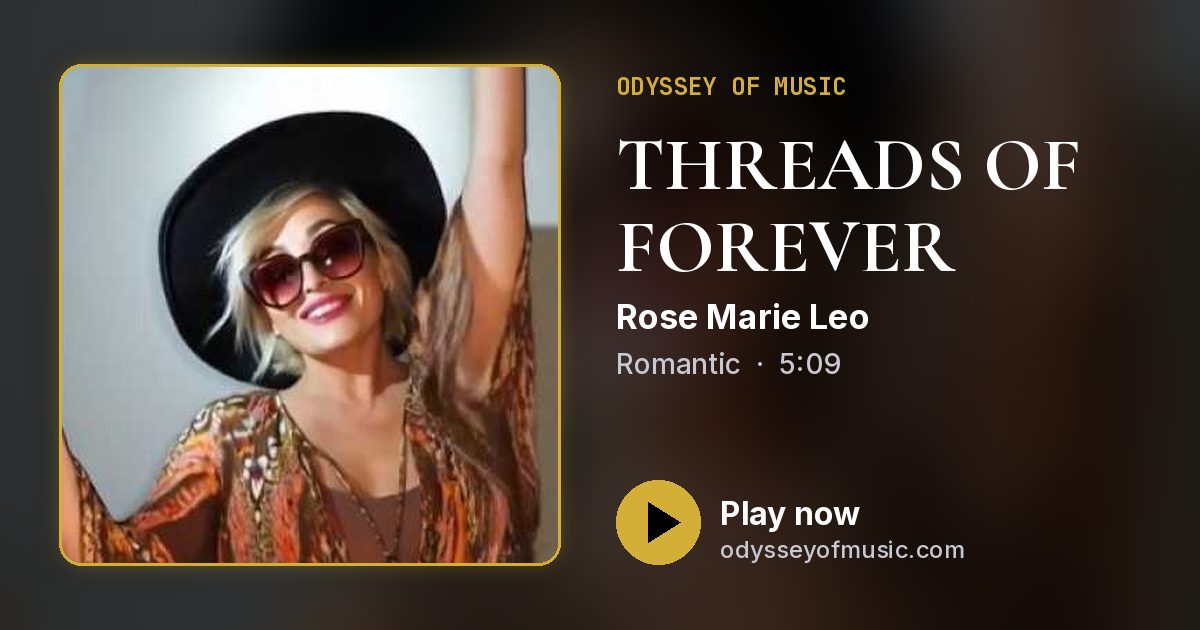 ODYSSEY OF MUSIC
THREADS OF
FOREVER
Rose Marie Leo
Romantic · 5:09
Play now
odysseyofmusic.com